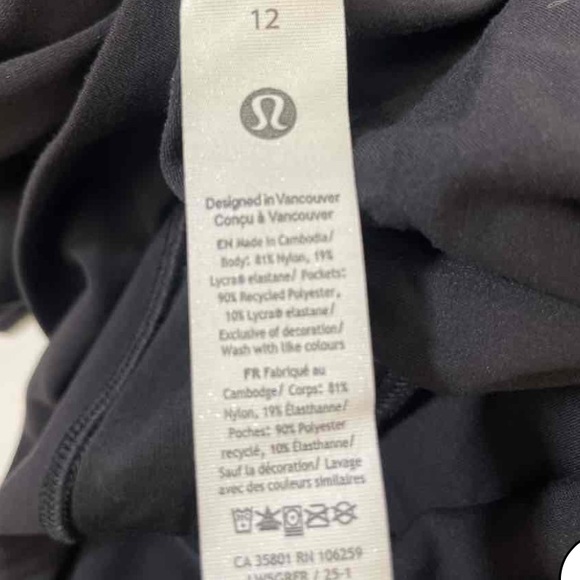 12
Designed in Vancouver
Conçu à Vancouver
EN Made in Cambodia/
Body: 81% Nylon, 19%
Lycra® elastane/ Pockets:
90% Recycled Polyester,
10% Lycra® elastane/
Exclusive of decoration/
Wash with like colours
FR Fabriqué au
Cambodge/ Corps: 81%
Nylon, 19% Élasthanne/
Poches: 90% Polyester
recyclé, 10% Élasthanne/
Sauf la décoration/ Lavage
avec des couleurs similaires
CA 35801 RN 106259
/ 25-1